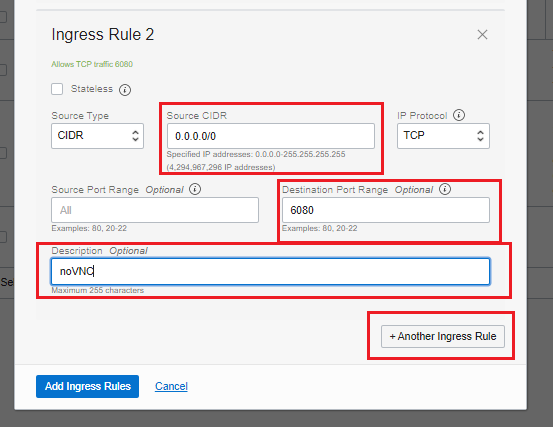 Ingress Rule 2
Allows TCP traffic 6080
Stateless
Source Type
Source CIDR
IP Protocol
CIDR
0.0.0.0/0
TCP
Specified IP addresses: 0.0.0.0-255.255.255.255
(4,294,967,296 IP addresses)
Source Port Range Optional
Destination Port Range Optional
All
6080
Examples: 80, 20-22
Examples: 80, 20-22
Description Optional
Se
noVNC
Maximum 255 characters
+ Another Ingress Rule
Add Ingress Rules
Cancel